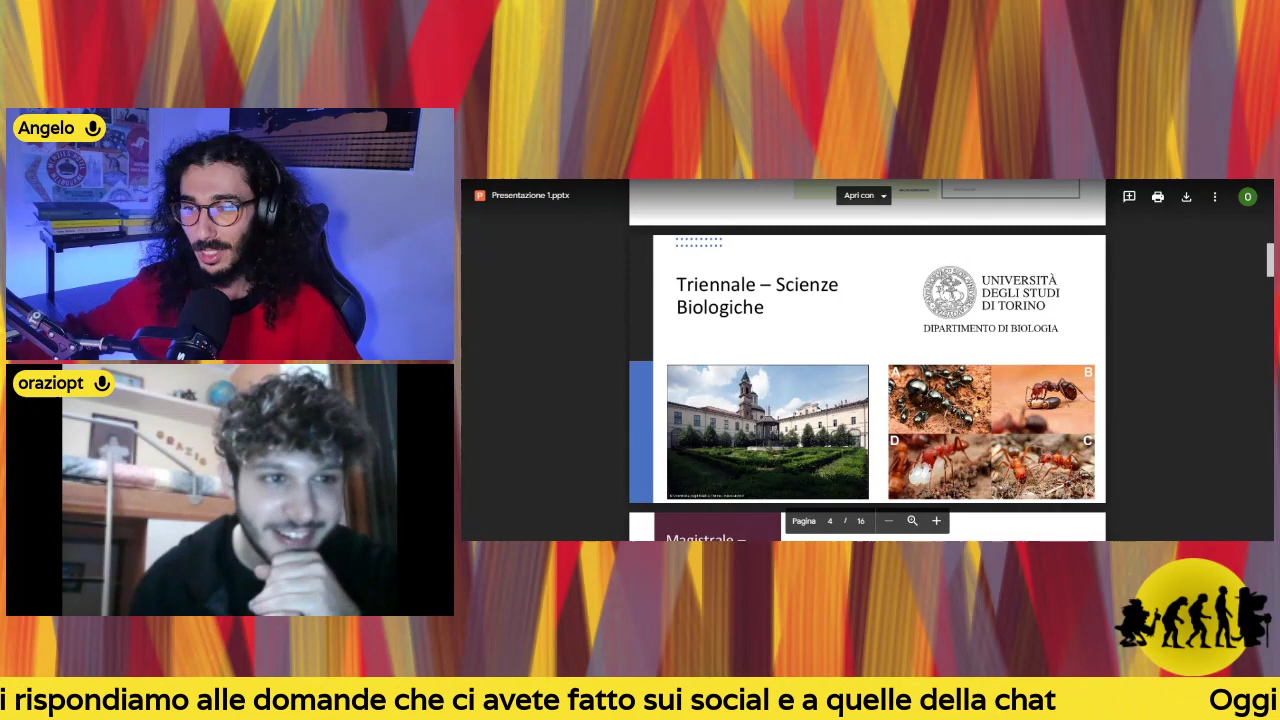 Angelo
oraziopt
ORAZIO
Presentazione 1.pptx
Apri con
O
Triennale – Scienze
Biologiche
UNIVERSITÀ
DEGLI STUDI
DI TORINO
DIPARTIMENTO DI BIOLOGIA
A
B
D
C
Pagina 4 / 16
Magistrale –
i rispondiamo alle domande che ci avete fatto sui social e a quelle della chat
Oggi